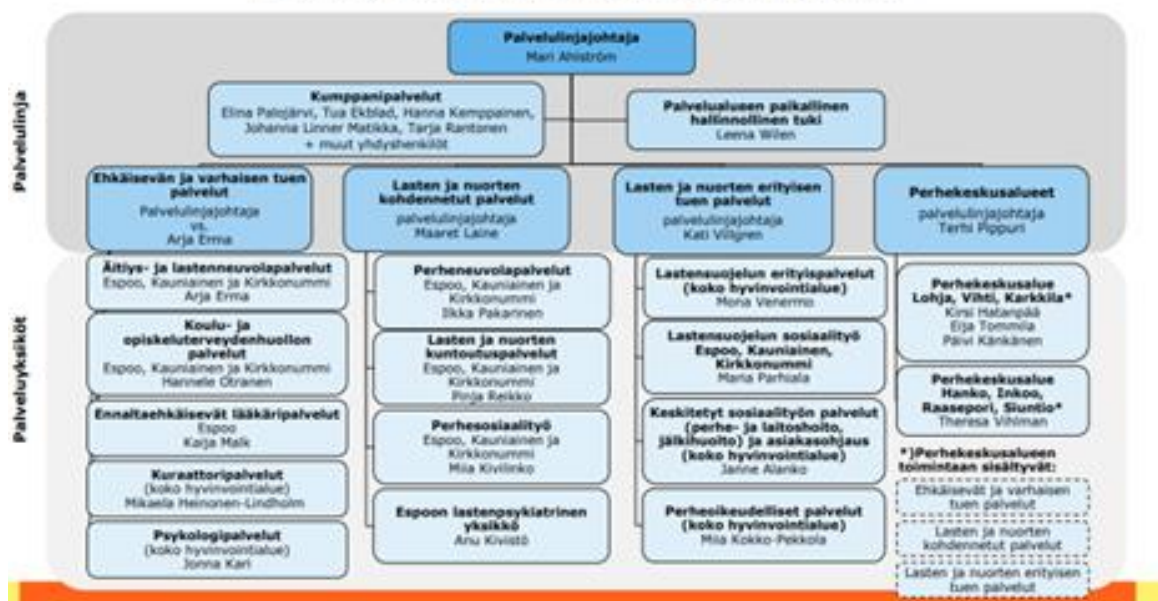 Palvelulinja
Palvelulinjajohtaja
Mari Ahlström
Kumppanipalvelut
Elina Palojärvi, Tua Ekblad, Hanna Kemppainen,
Johanna Linner Matikka, Tarja Rantonen
+ muut yhdyshenkilöt
Palvelualueen paikallinen
hallinnollinen tuki
Leena Wilen
Ehkäisevän ja varhaisen tuen
palvelut
Palvelulinjajohtaja
vs.
Arja Erma
Lasten ja nuorten
kohdennetut palvelut
palvelulinjajohtaja
Maaret Laine
Lasten ja nuorten erityisen
tuen palvelut
palvelulinjajohtaja
Kati Villgren
Perhekeskusalueet
palvelulinjajohtaja
Terhi Pippuri
Palveluyksiköt
Äitiys- ja lastenneuvolapalvelut
Espoo, Kauniainen ja Kirkkonummi
Arja Erma
Koulu- ja
opiskeluterveydenhuollon
palvelut
Espoo, Kauniainen ja Kirkkonummi
Hannele Otranen
Ennaltaehkäisevät lääkäripalvelut
Espoo
Kaija Malk
Kuraattoripalvelut
(koko hyvinvointialue)
Mikaela Heinonen-Lindholm
Psykologipalvelut
(koko hyvinvointialue)
Jonna Kari
Perheneuvolapalvelut
Espoo, Kauniainen ja
Kirkkonummi
Ilkka Pakarinen
Lasten ja nuorten
kuntoutuspalvelut
Espoo, Kauniainen ja
Kirkkonummi
Pinja Reikko
Perhesosiaalityö
Espoo, Kauniainen ja
Kirkkonummi
Miia Kivilinko
Espoon lastenpsykiatrinen
yksikkö
Anu Kivistö
Lastensuojelun erityispalvelut
(koko hyvinvointialue)
Mona Venermo
Lastensuojelun sosiaalityö
Espoo, Kauniainen,
Kirkkonummi
Maria Parhiala
Keskitetyt sosiaalityön palvelut
(perhe- ja laitoshoito,
jälkihuolto) ja asiakasohjaus
(koko hyvinvointialue)
Janne Alanko
Perheoikeudelliset palvelut
(koko hyvinvointialue)
Miia Kokko-Pekkola
Perhekeskusalue
Lohja, Vihti, Karkkila*
Kirsi Hatanpää
Eija Tommila
Päivi Känkänen
Perhekeskusalue
Hanko, Inkoo,
Raasepori, Siuntio*
Theresa Vihlman
*)Perhekeskusalueen
toimintaan sisältyvät:
Ehkäisevät ja varhaisen
tuen palvelut
Lasten ja nuorten
kohdennetut palvelut
Lasten ja nuorten erityisen
tuen palvelut